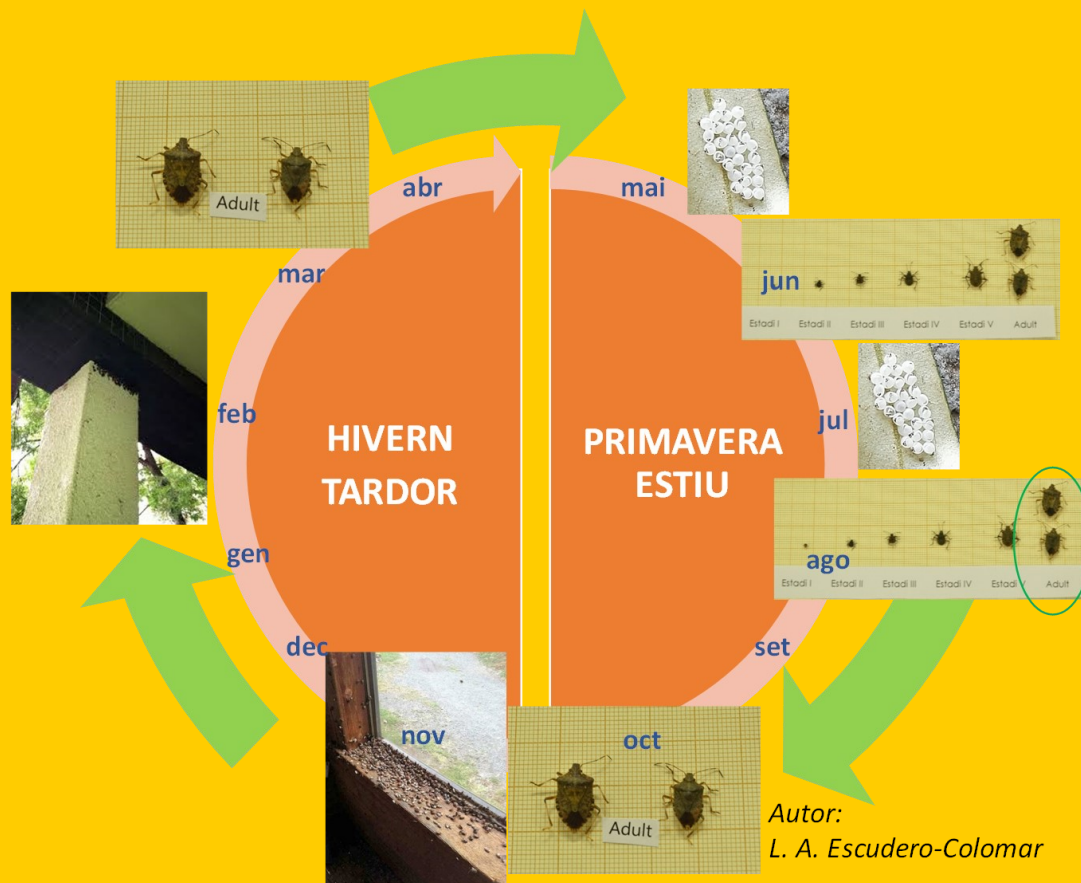 abr
mai
Adult
mar
jun
Estadi I Estadi II Estadi III Estadi IV Estadi V Adult
feb
jul
HIVERN
TARDOR
PRIMAVERA
ESTIU
gen
ago
Estadi I Estadi II Estadi III Estadi IV Estadi V Adult
dec
set
nov
oct
Adult
Autor:
L. A. Escudero-Colomar